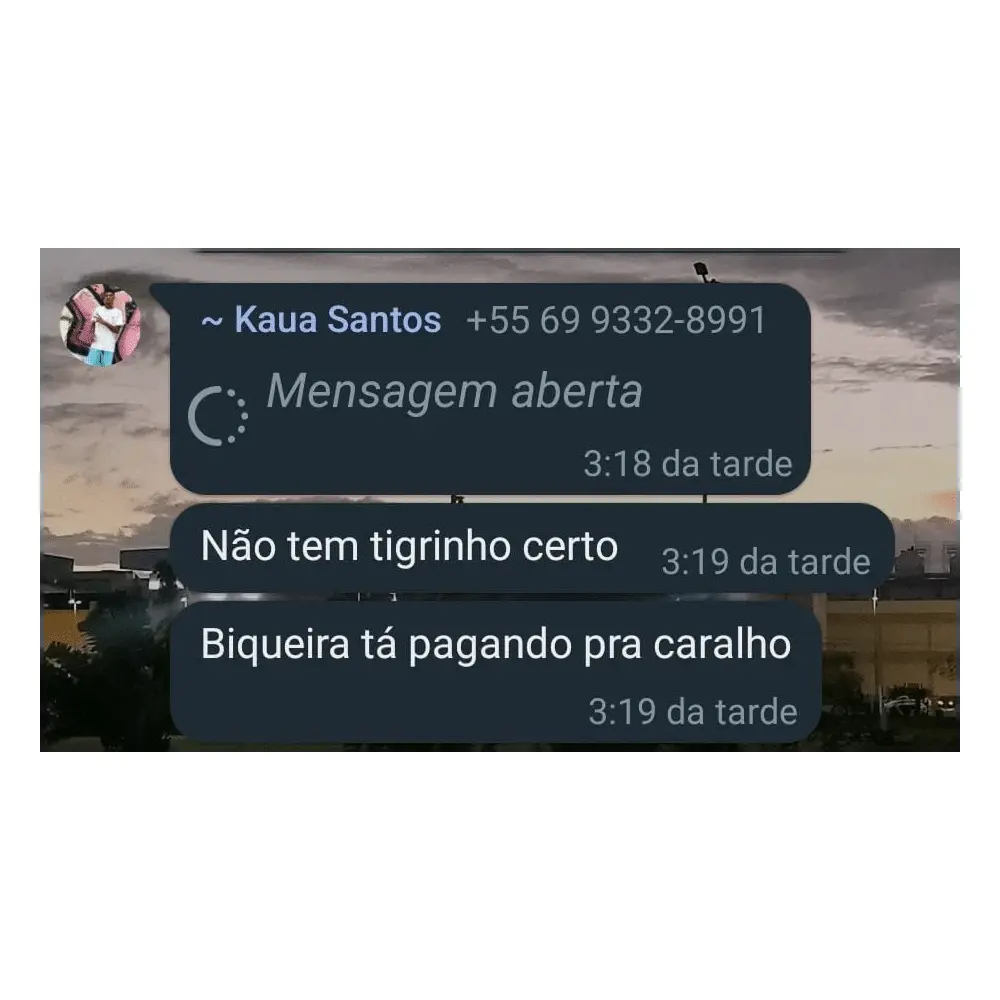 ~ Kaua Santos +55 69 9332-8991
Mensagem aberta
3:18 da tarde
Não tem tigrinho certo 3:19 da tarde
Biqueira tá pagando pra caralho
3:19 da tarde